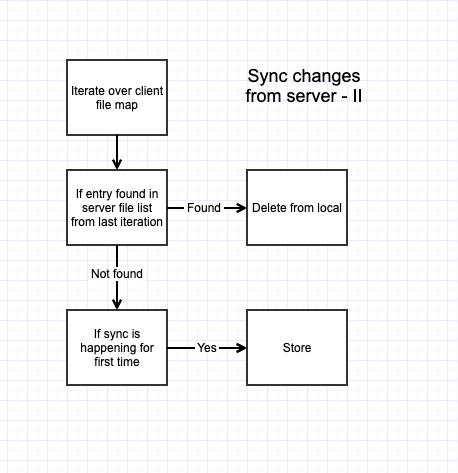 Sync changes
from server - II
Iterate over client
file map
If entry found in
server file list
from last iteration
Found
Delete from local
Not found
If sync is
happening for
first time
Yes
Store